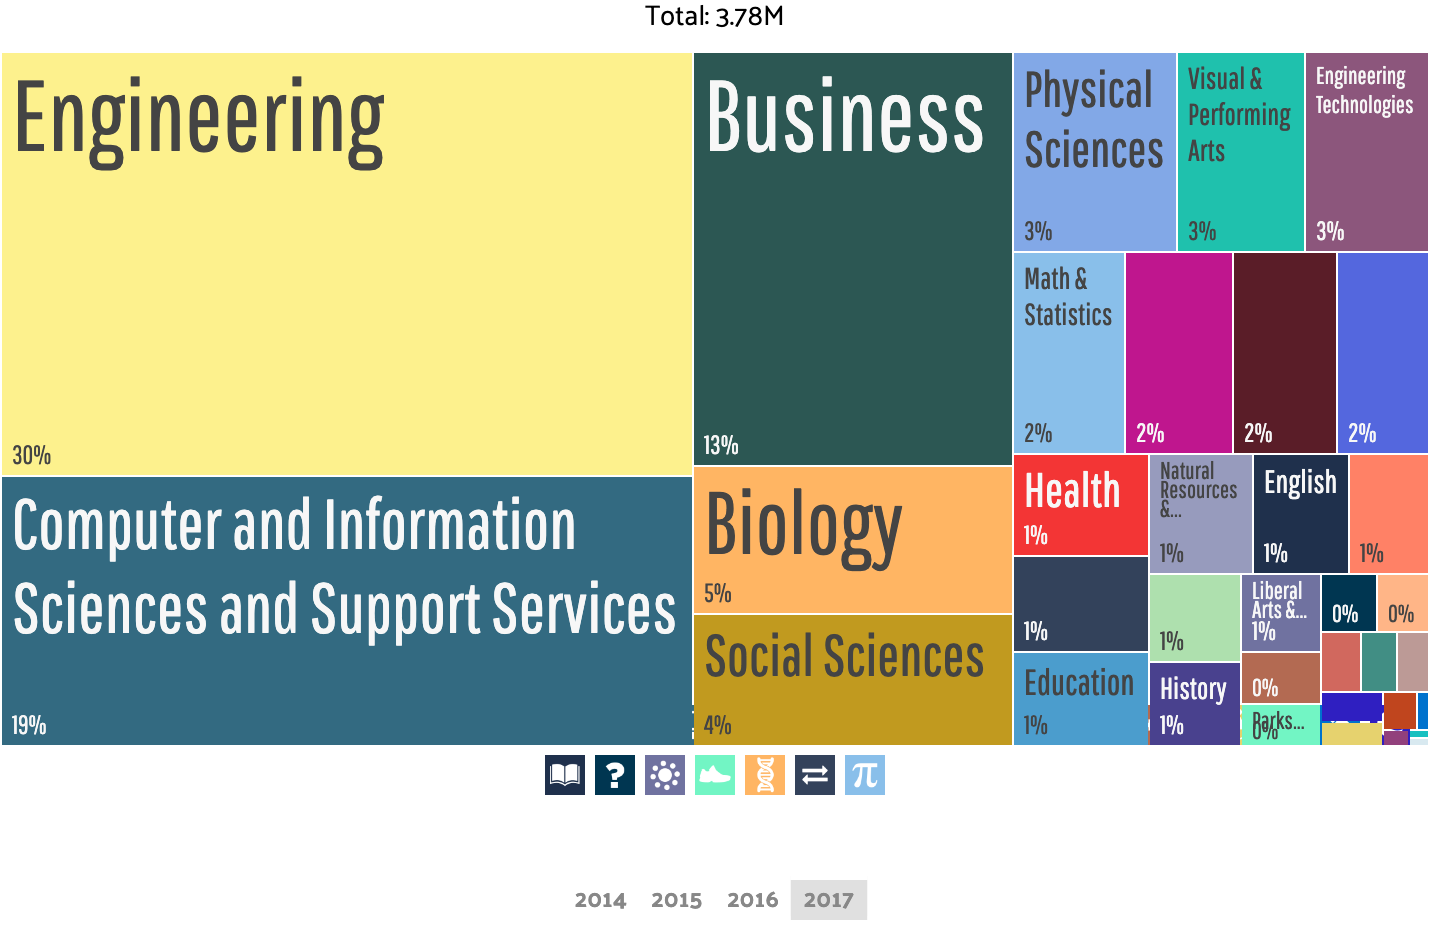 Total: 3.78M
Engineering
30%
Computer and Information
Sciences and Support Services
19%
Business
13%
Biology
5%
Social Sciences
4%
Physical
Sciences
3%
Visual &
Performing
Arts
3%
Engineering
Technologies
3%
Math &
Statistics
2%
2%
2%
2%
Health
1%
Natural
Resources
&...
1%
English
1%
1%
1%
Education
1%
1%
Liberal
Arts &...
1%
0%
0%
History
1%
0%
Parks...
0%
?
π
2014 2015 2016 2017